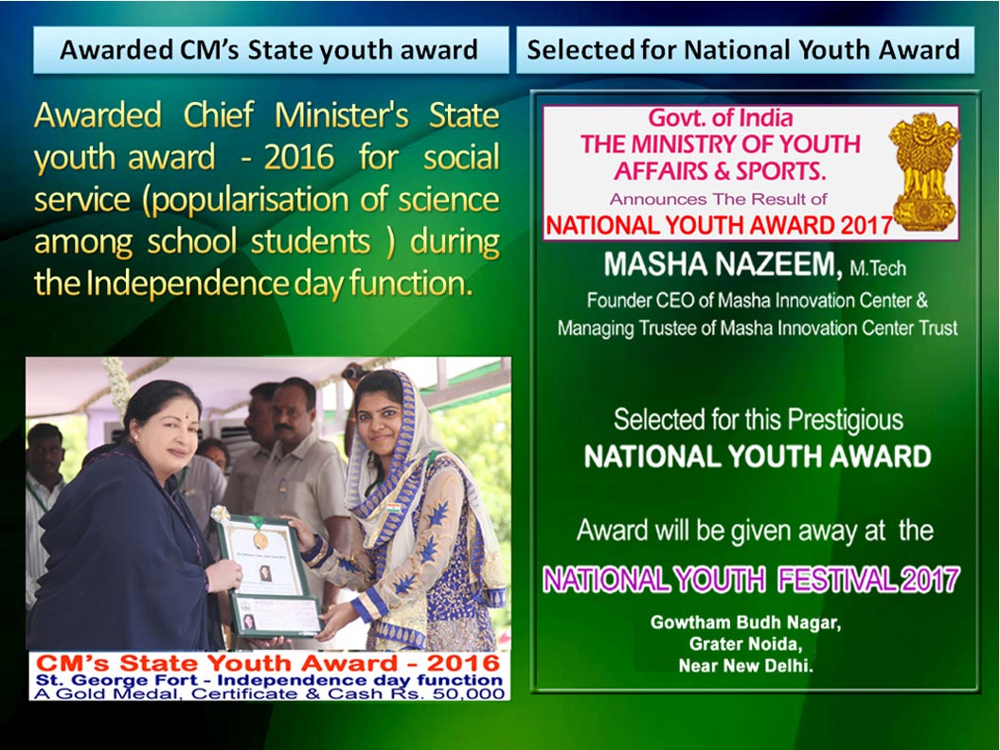 Awarded CM's State youth award
Awarded Chief Minister's State
youth award - 2016 for social
service (popularisation of science
among school students ) during
the Independence day function.
CM's State Youth Award - 2016
St. George Fort - Independence day function
A Gold Medal, Certificate & Cash Rs. 50,000
Selected for National Youth Award
Govt. of India
THE MINISTRY OF YOUTH
AFFAIRS & SPORTS.
Announces The Result of
NATIONAL YOUTH AWARD 2017
MASHA NAZEEM, M.Tech
Founder CEO of Masha Innovation Center &
Managing Trustee of Masha Innovation Center Trust
Selected for this Prestigious
NATIONAL YOUTH AWARD
Award will be given away at the
NATIONAL YOUTH FESTIVAL 2017
Gowtham Budh Nagar,
Grater Noida,
Near New Delhi.